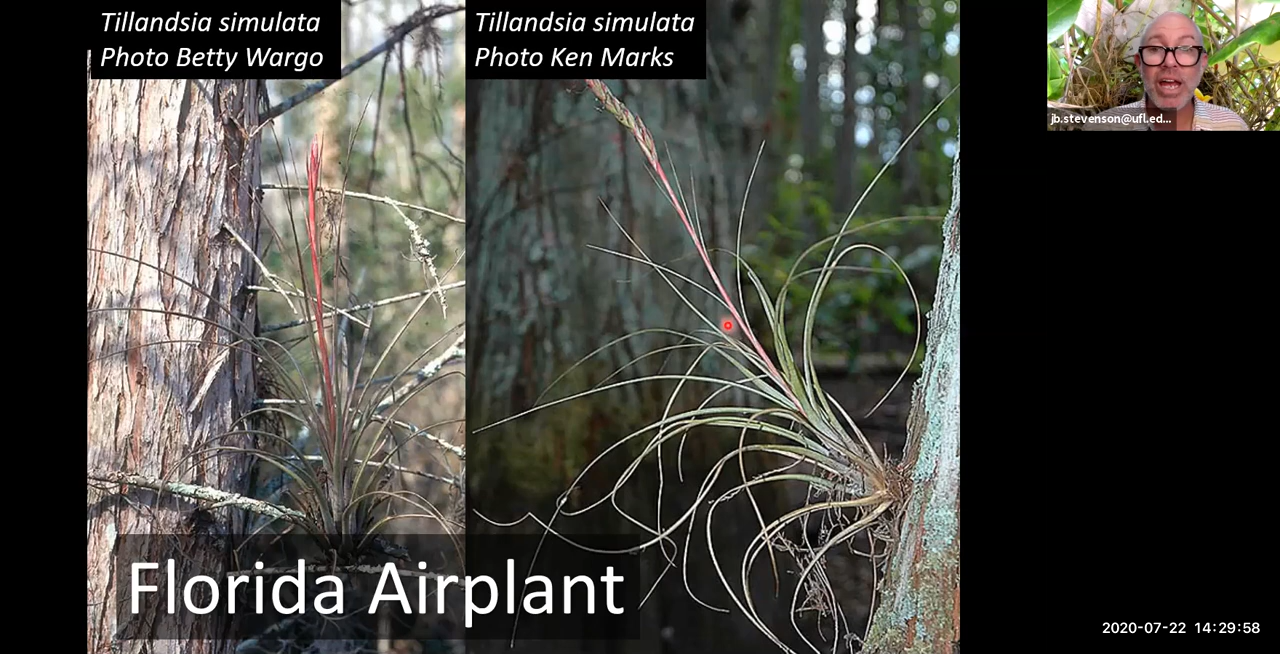 Tillandsia simulata
Photo Betty Wargo
Tillandsia simulata
Photo Ken Marks
jb.stevenson@ufl.ed...
Florida Airplant
2020-07-22 14:29:58